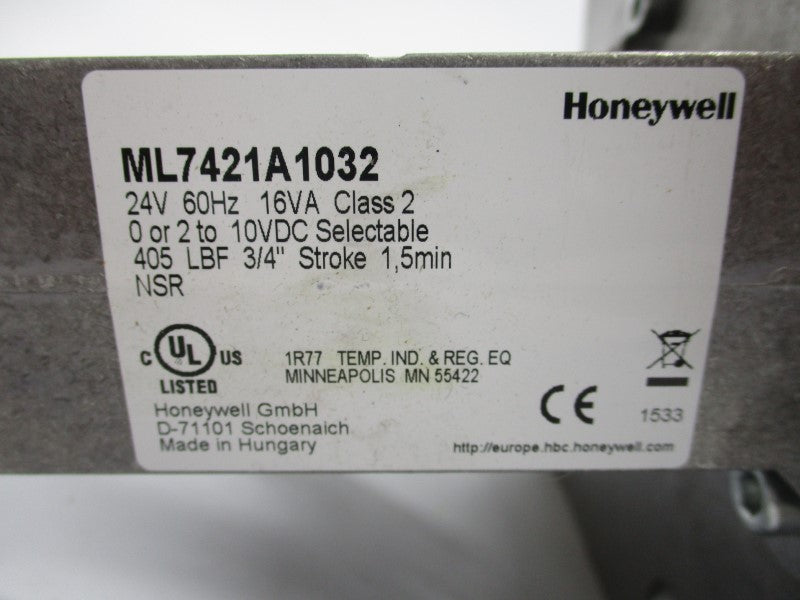 Honeywell
ML7421A1032
24V 60Hz 16VA Class 2
0 or 2 to 10VDC Selectable
405 LBF 3/4" Stroke 1,5min
NSR
C UL US
LISTED
1R77 TEMP. IND. & REG. EQ
MINNEAPOLIS MN 55422
Honeywell GmbH
D-71101 Schoenaich
Made in Hungary
CE
1533
http://europe.hbc.honeywell.com